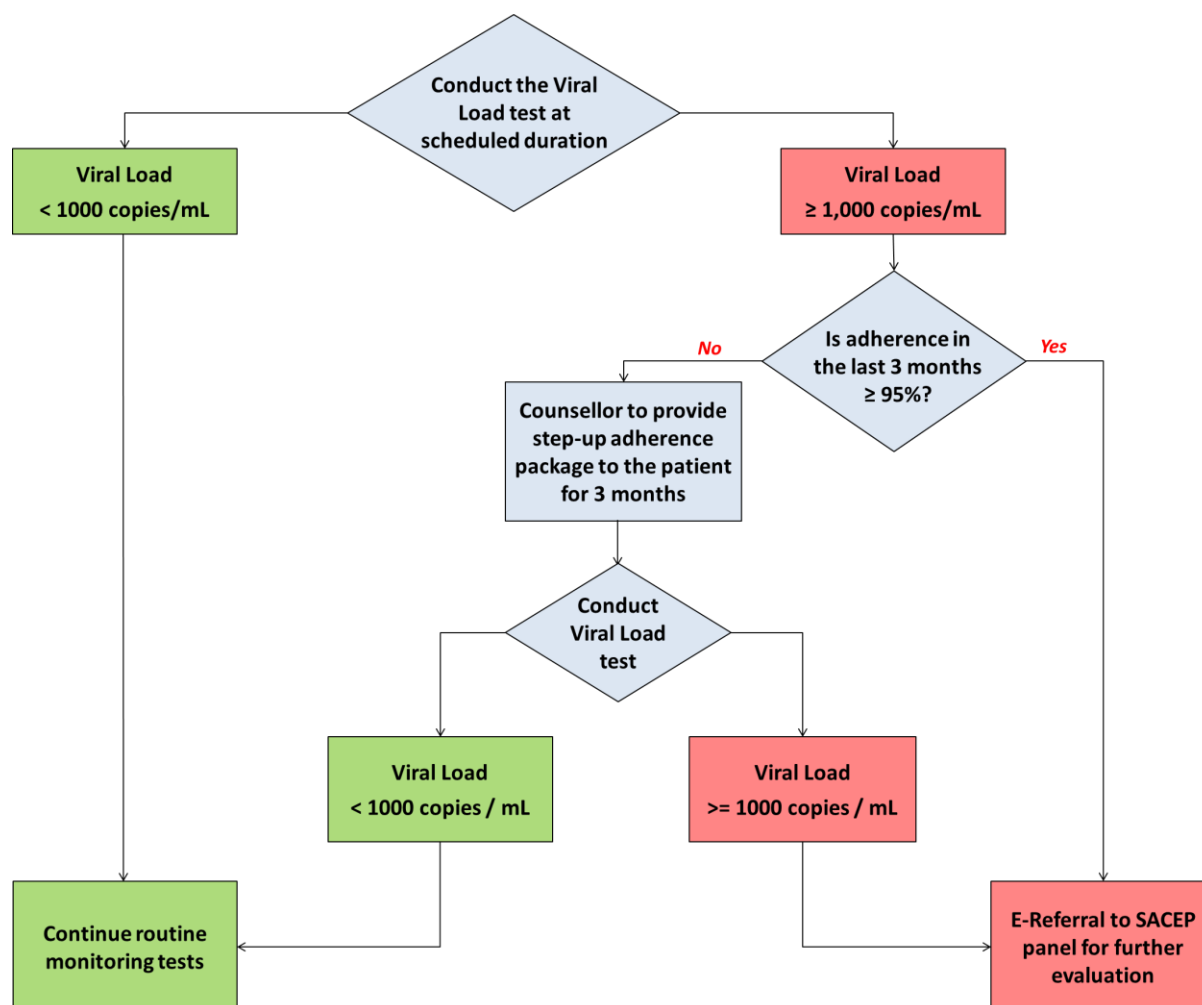 Conduct the Viral
Load test at
scheduled duration
Viral Load
< 1000 copies/mL
Viral Load
≥ 1,000 copies/mL
Is adherence in
the last 3 months
≥ 95%?
No
Yes
Counsellor to provide
step-up adherence
package to the patient
for 3 months
Conduct
Viral Load
test
Viral Load
< 1000 copies / mL
Viral Load
>= 1000 copies / mL
Continue routine
monitoring tests
E-Referral to SACEP
panel for further
evaluation